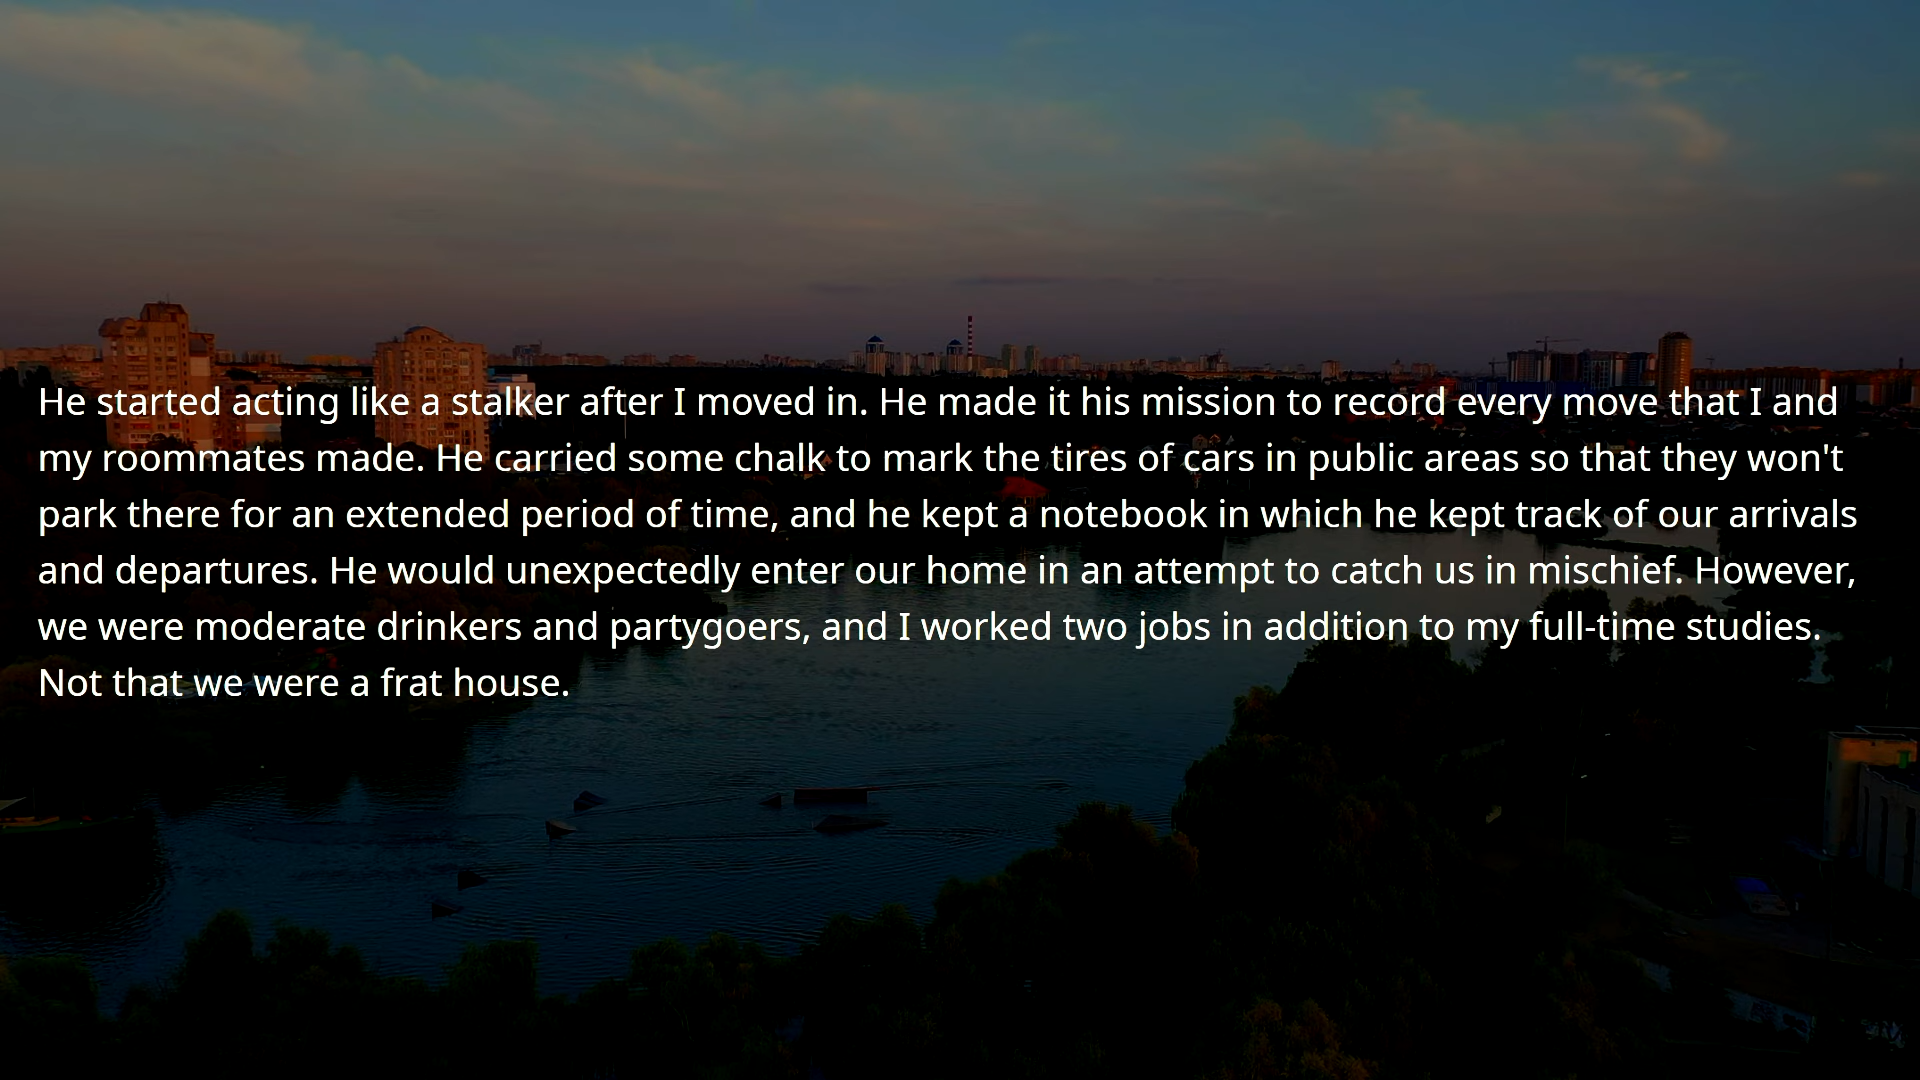 He started acting like a stalker after I moved in. He made it his mission to record every move that I and
my roommates made. He carried some chalk to mark the tires of cars in public areas so that they won't
park there for an extended period of time, and he kept a notebook in which he kept track of our arrivals
and departures. He would unexpectedly enter our home in an attempt to catch us in mischief. However,
we were moderate drinkers and partygoers, and I worked two jobs in addition to my full-time studies.
Not that we were a frat house.